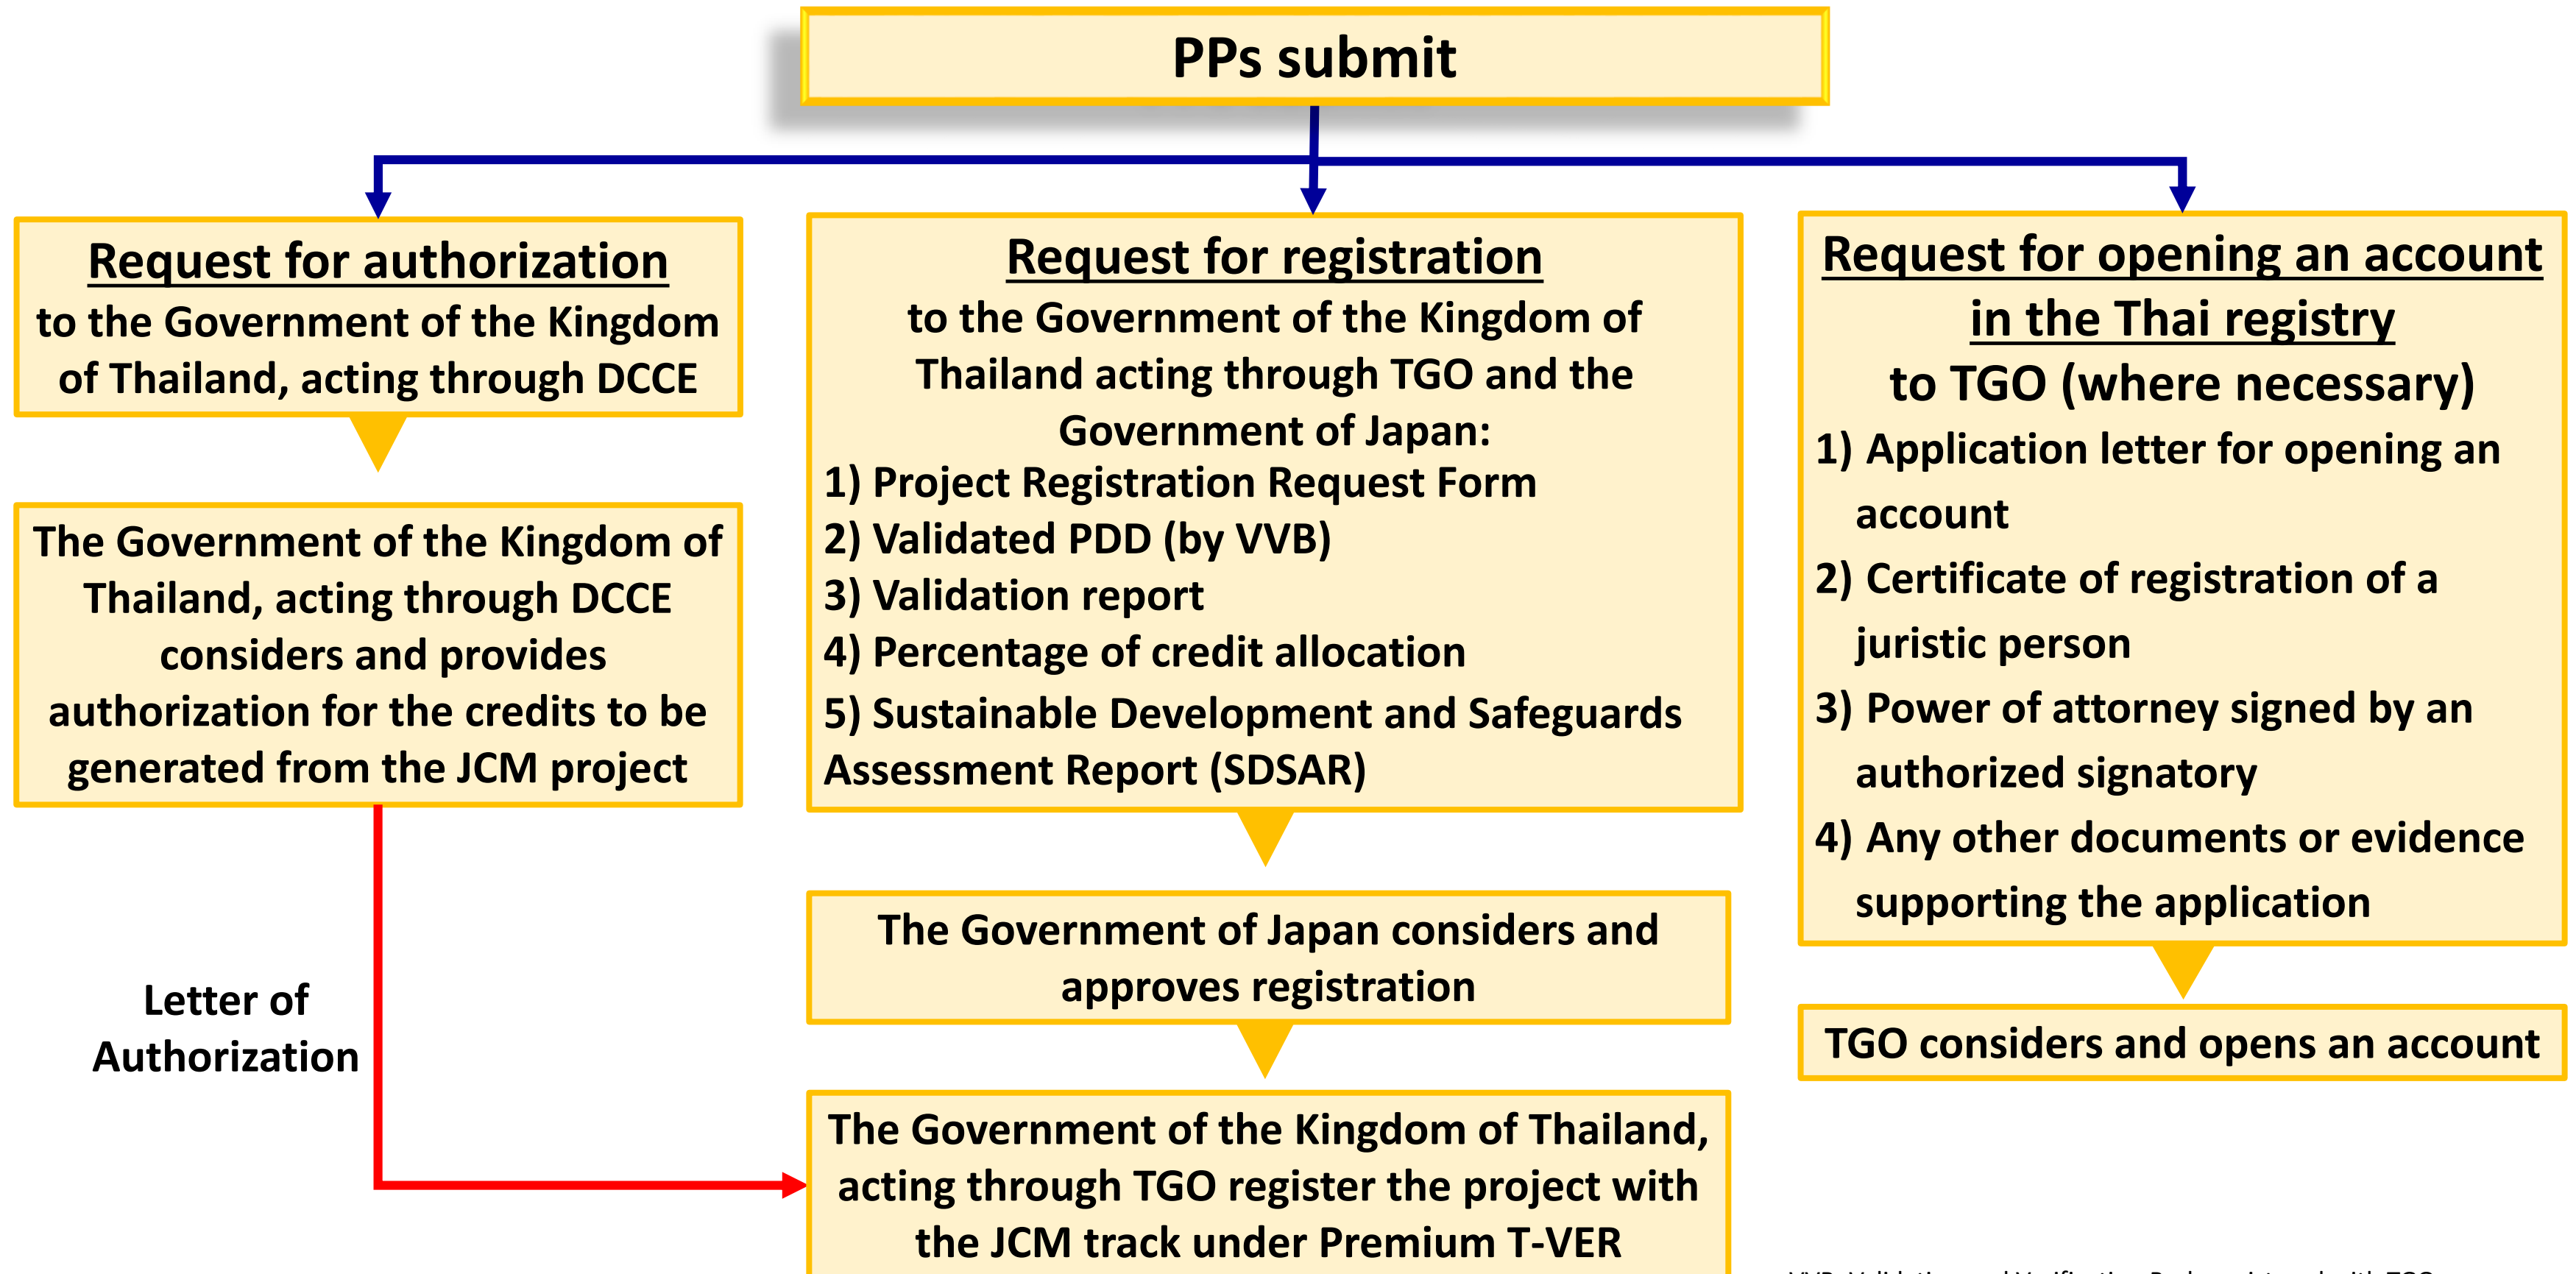 PPs submit
Request for authorization
to the Government of the Kingdom
of Thailand, acting through DCCE
The Government of the Kingdom of
Thailand, acting through DCCE
considers and provides
authorization for the credits to be
generated from the JCM project
Letter of
Authorization
Request for registration
to the Government of the Kingdom of
Thailand acting through TGO and the
Government of Japan:
1) Project Registration Request Form
2) Validated PDD (by VVB)
3) Validation report
4) Percentage of credit allocation
5) Sustainable Development and Safeguards
Assessment Report (SDSAR)
The Government of Japan considers and
approves registration
The Government of the Kingdom of Thailand,
acting through TGO register the project with
the JCM track under Premium T-VER
Request for opening an account
in the Thai registry
to TGO (where necessary)
1) Application letter for opening an
account
2) Certificate of registration of a
juristic person
3) Power of attorney signed by an
authorized signatory
4) Any other documents or evidence
supporting the application
TGO considers and opens an account